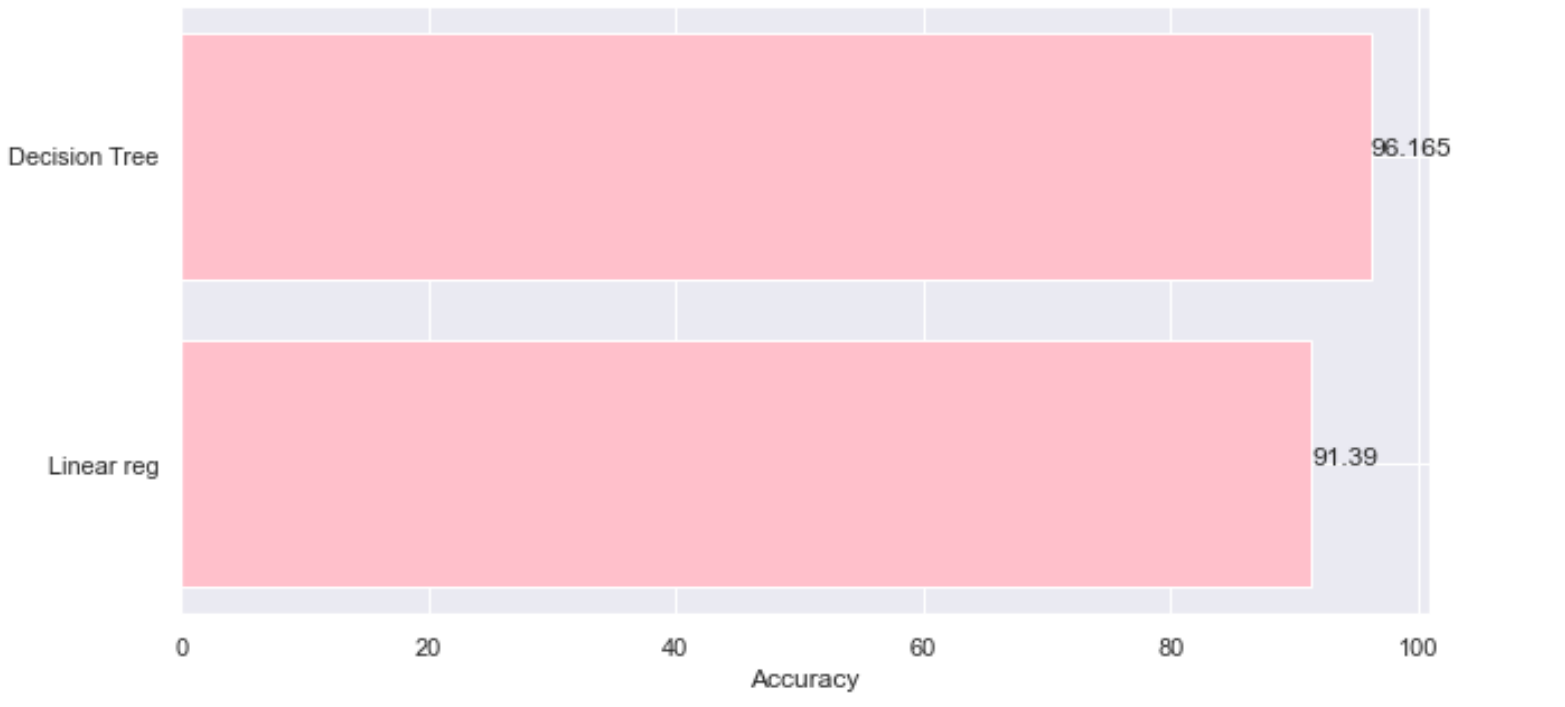 Decision Tree
96.165
Linear reg
91.39
0 20 40 60 80 100
Accuracy